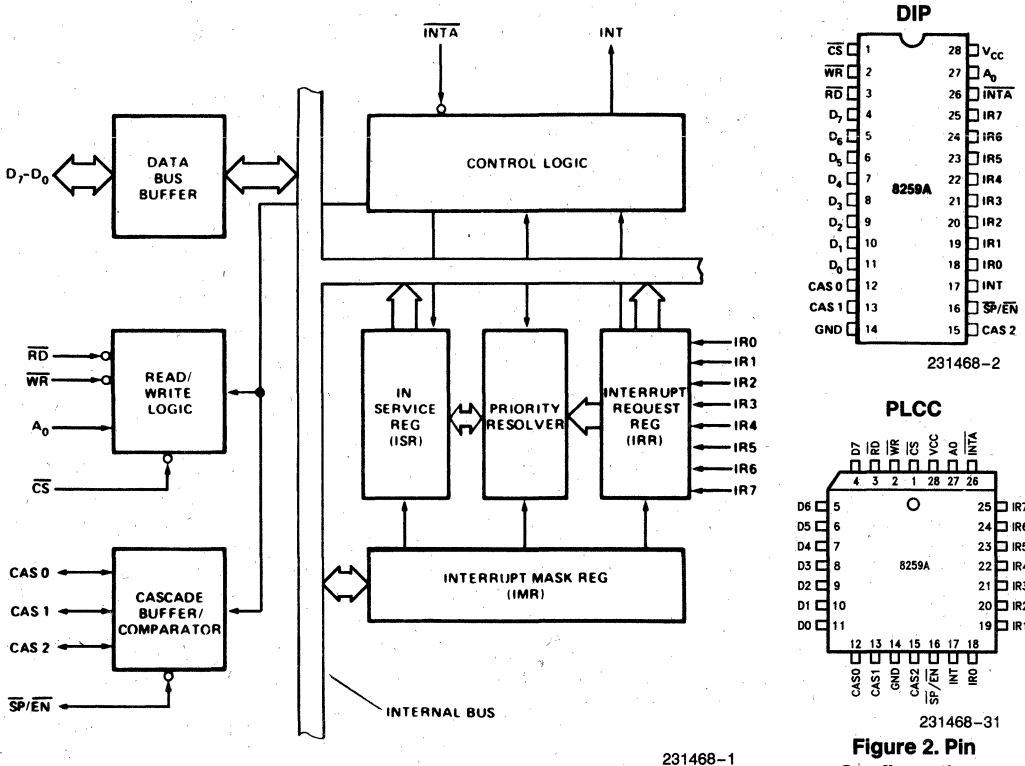 INTA
INT
DATA
BUS
BUFFER
D7-D0
CONTROL LOGIC
RD
WR
A0
CS
READ/
WRITE
LOGIC
IN
SERVICE
REG
(ISR)
PRIORITY
RESOLVER
INTERRUPT
REQUEST
REG
(IRR)
IR0
IR1
IR2
IR3
IR4
IR5
IR6
IR7
CAS 0
CAS 1
CAS 2
SP/EN
CASCADE
BUFFER/
COMPARATOR
INTERRUPT MASK REG
(IMR)
INTERNAL BUS
231468-1
DIP
CS 1 28 VCC
WR 2 27 A0
RD 3 26 INTA
D7 4 25 IR7
D6 5 24 IR6
D5 6 23 IR5
D4 7 22 IR4
8259A
D3 8 21 IR3
D2 9 20 IR2
D1 10 19 IR1
D0 11 18 IR0
CAS 0 12 17 INT
CAS 1 13 16 SP/EN
GND 14 15 CAS 2
231468-2
PLCC
D7 RD WR CS VCC A0 INTA
4 3 2 1 28 27 26
D6 5 25 IR7
D5 6 24 IR6
D4 7 23 IR5
D3 8 8259A 22 IR4
D2 9 21 IR3
D1 10 20 IR2
D0 11 19 IR1
12 13 14 15 16 17 18
CAS0 CAS1 GND CAS2 SP/EN INT IR0
231468-31
Figure 2. Pin